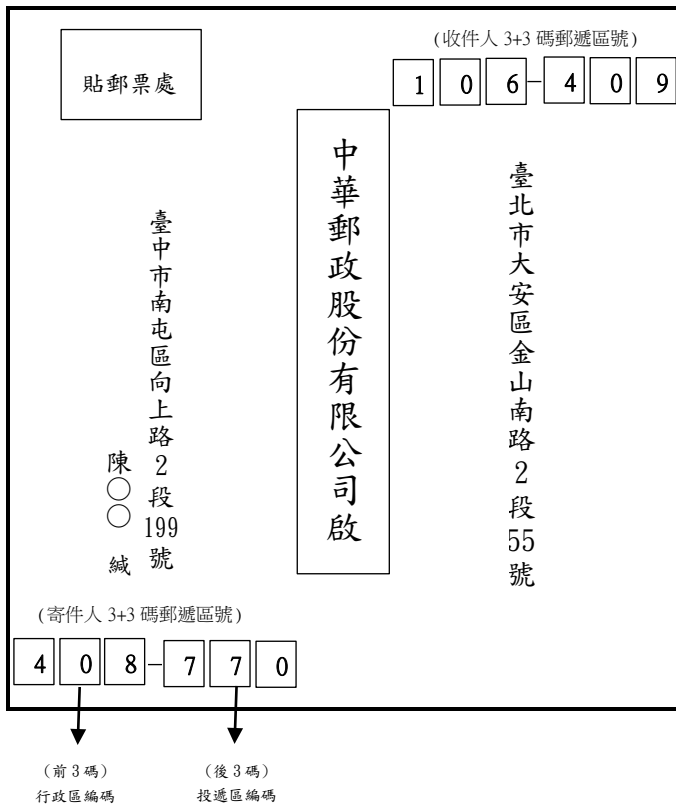 (收件人 3+3 碼郵遞區號)
106-409
貼郵票處
臺北市大安區金山南路2段55號
中華郵政股份有限公司啟
臺中市南屯區向上路2段199號
陳○○ 緘
(寄件人 3+3 碼郵遞區號)
408-770
(前3碼)
行政區編碼
(後3碼)
投遞區編碼